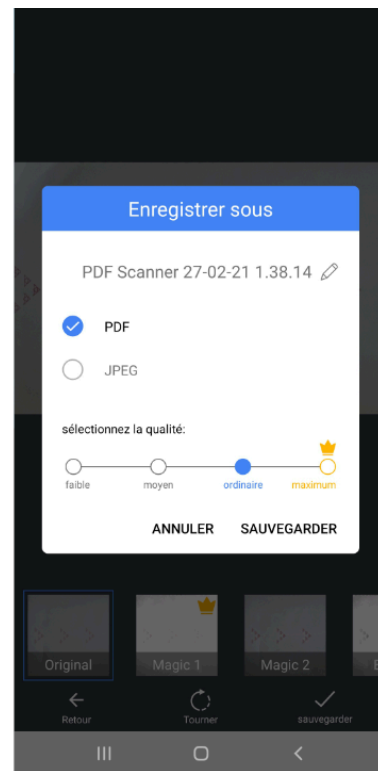 Enregistrer sous
PDF Scanner 27-02-21 1.38.14
PDF
JPEG
sélectionnez la qualité:
faible moyen ordinaire maximum
ANNULER SAUVEGARDER
Original Magic 1 Magic 2
Retour Tourner sauvegarder